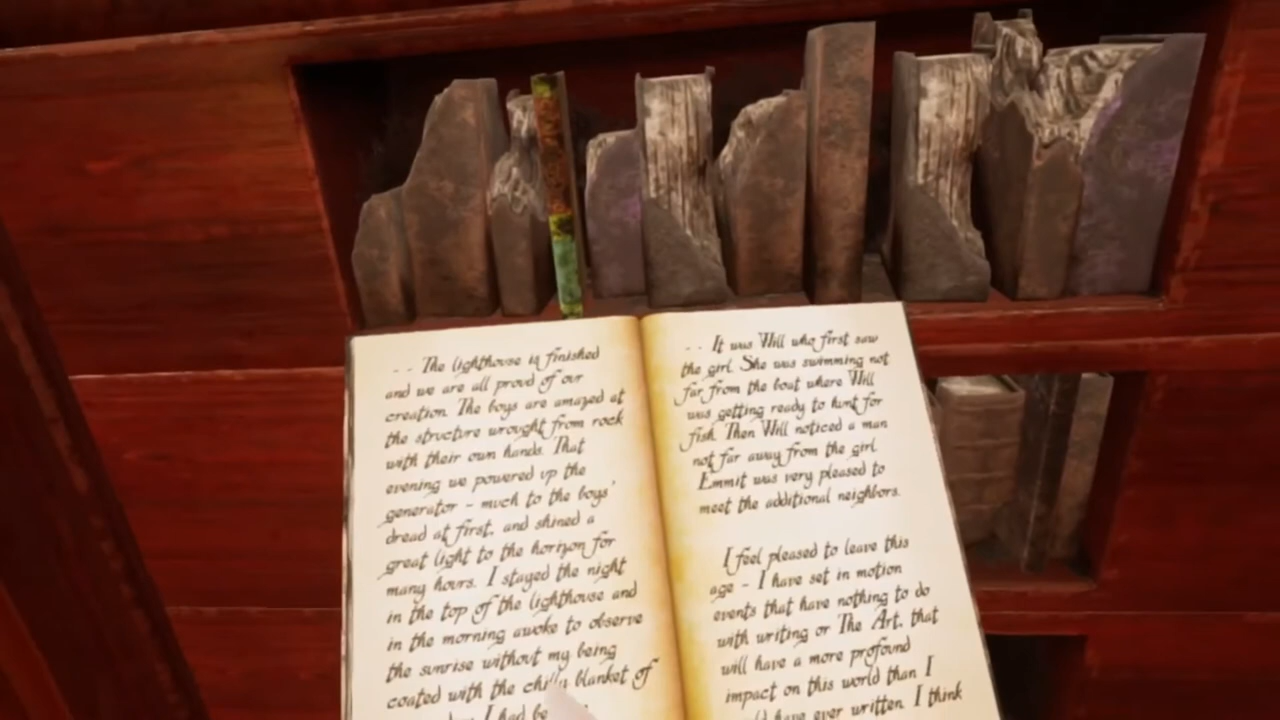 - - The lighthouse is finished
and we are all proud of our
creation. The boys are amazed at
the structure wrought from rock
with their own hands. That
evening we powered up the
generator - much to the boys'
dread at first, and shined a
great light to the horizon for
many hours. I stayed the night
in the top of the lighthouse and
in the morning awoke to observe
the sunrise without my being
coated with the chilly blanket of
I had be
- - It was Will who first saw
the girl. She was swimming not
far from the boat where Will
was getting ready to hunt for
fish. Then Will noticed a man
not far away from the girl.
Emmit was very pleased to
meet the additional neighbors.
I feel pleased to leave this
age - I have set in motion
events that have nothing to do
with writing or The Art, that
will have a more profound
impact on this world than I
have ever written. I think